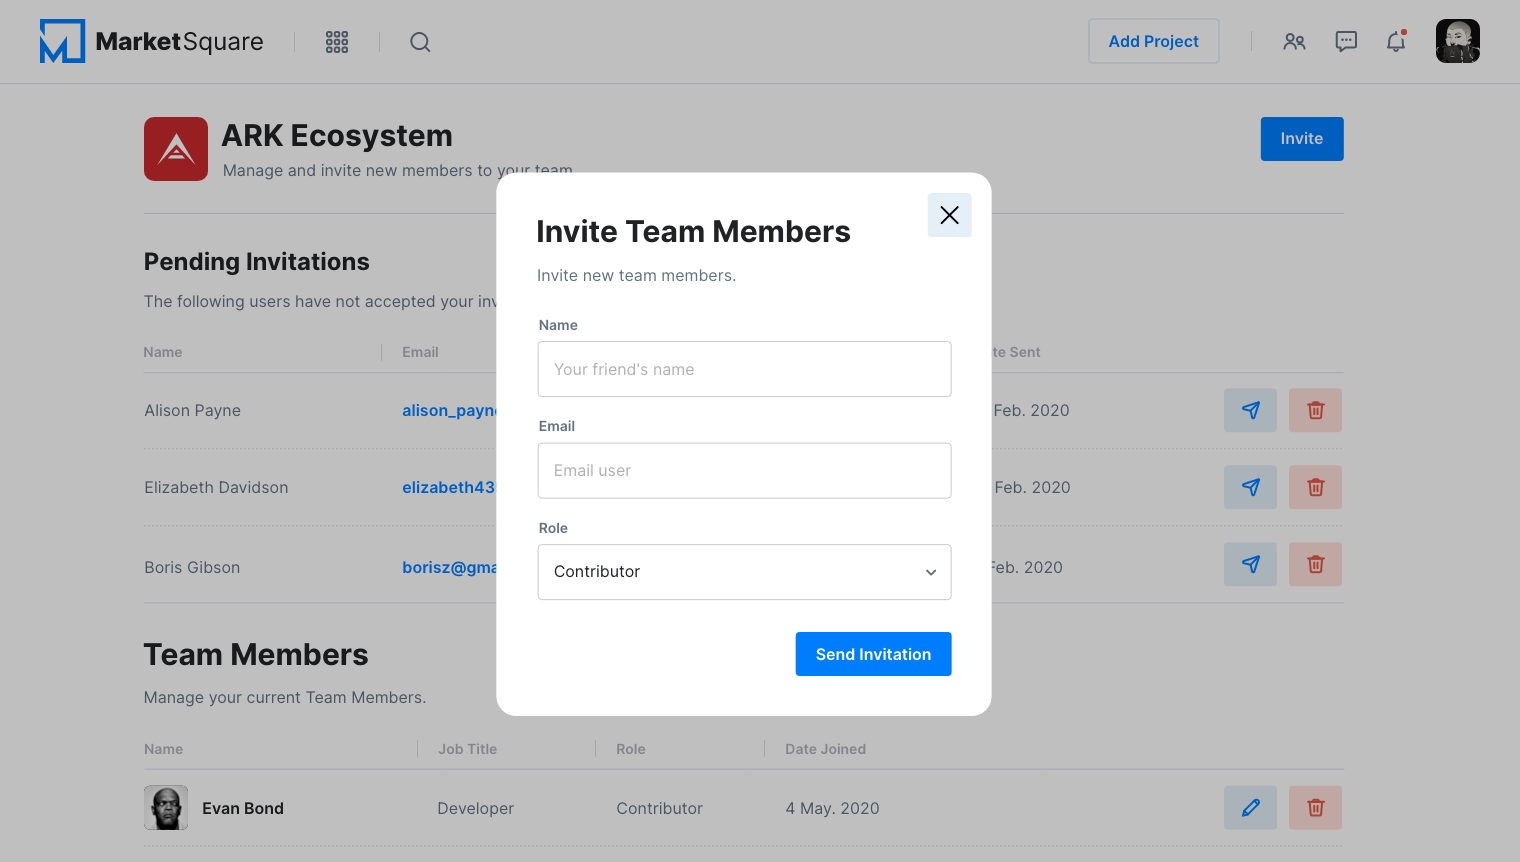 MarketSquare
Add Project
ARK Ecosystem
Manage and invite new members to your team
Invite
Invite Team Members
Invite new team members.
Name
Your friend's name
Email
Email user
Role
Contributor
Send Invitation
Pending Invitations
The following users have not accepted your inv
Name Email te Sent
Alison Payne alison_payn Feb. 2020
Elizabeth Davidson elizabeth43 Feb. 2020
Boris Gibson borisz@gma Feb. 2020
Team Members
Manage your current Team Members.
Name Job Title Role Date Joined
Evan Bond Developer Contributor 4 May. 2020